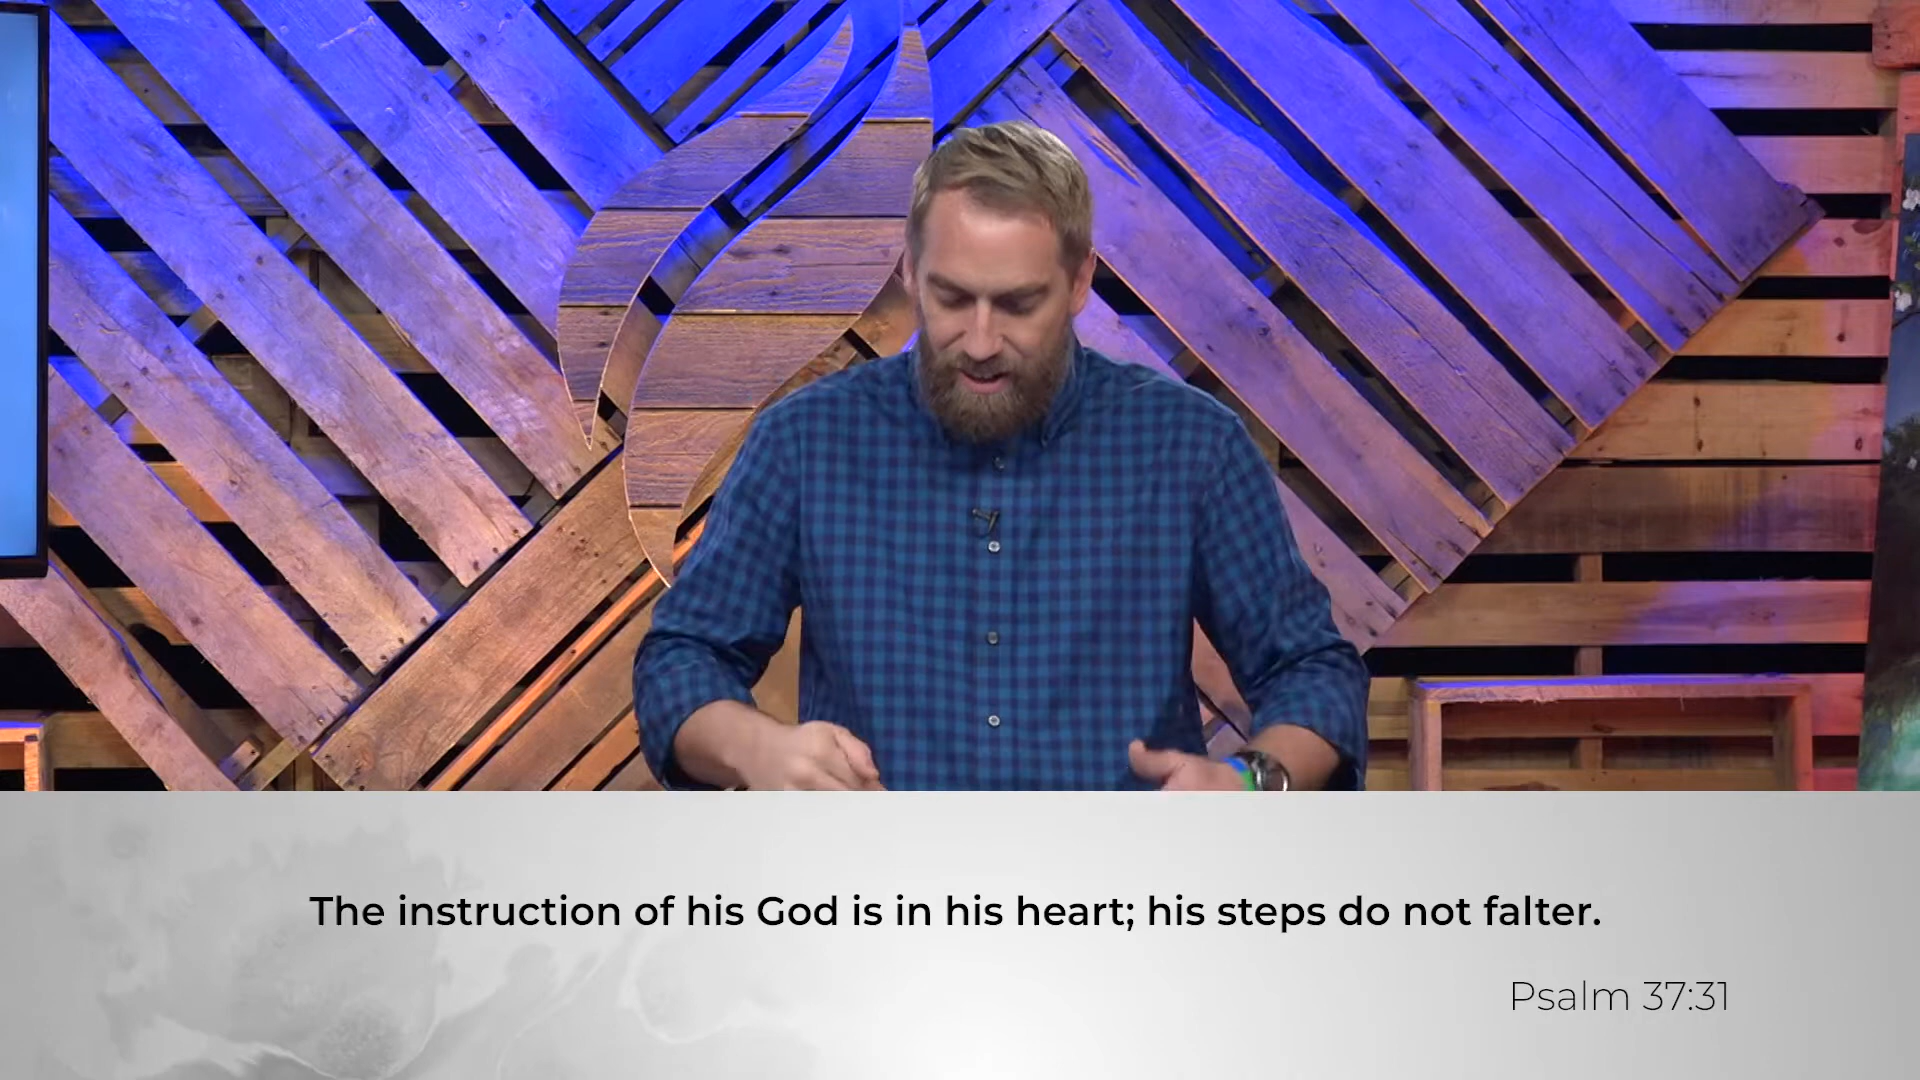 The instruction of his God is in his heart; his steps do not falter.
Psalm 37:31